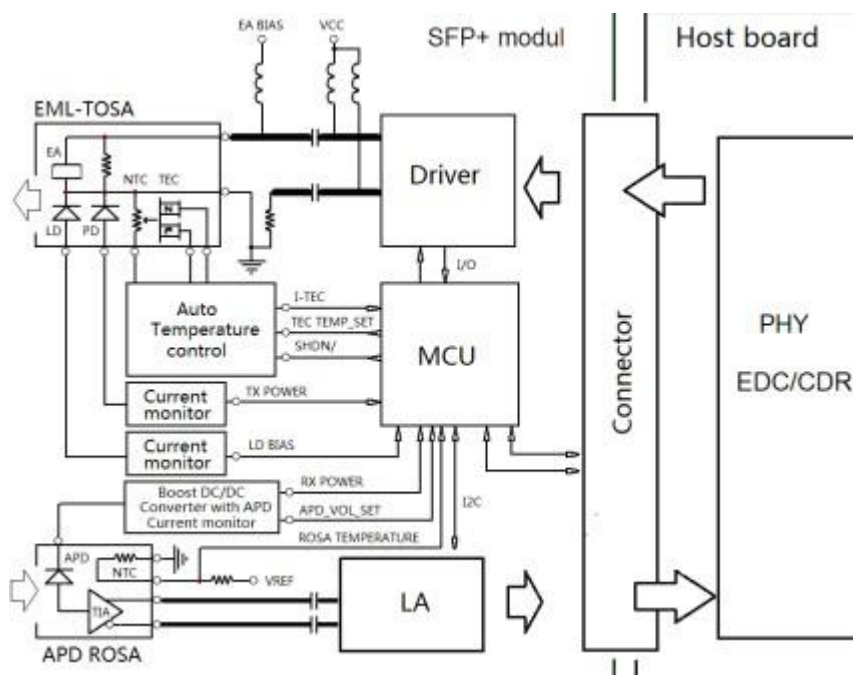 EA BIAS
VCC
SFP+ modul
Host board
EML-TOSA
EA
NTC
TEC
N
P
LD
PD
Driver
I/O
Auto
Temperature
control
I-TEC
TEC TEMP_SET
SHDN/
MCU
Connector
PHY
EDC/CDR
Current
monitor
TX POWER
Current
monitor
LD BIAS
Boost DC/DC
Converter with APD
Current monitor
RX POWER
APD_VOL_SET
I2C
ROSA TEMPERATURE
APD
NTC
VREF
TIA
LA
APD ROSA